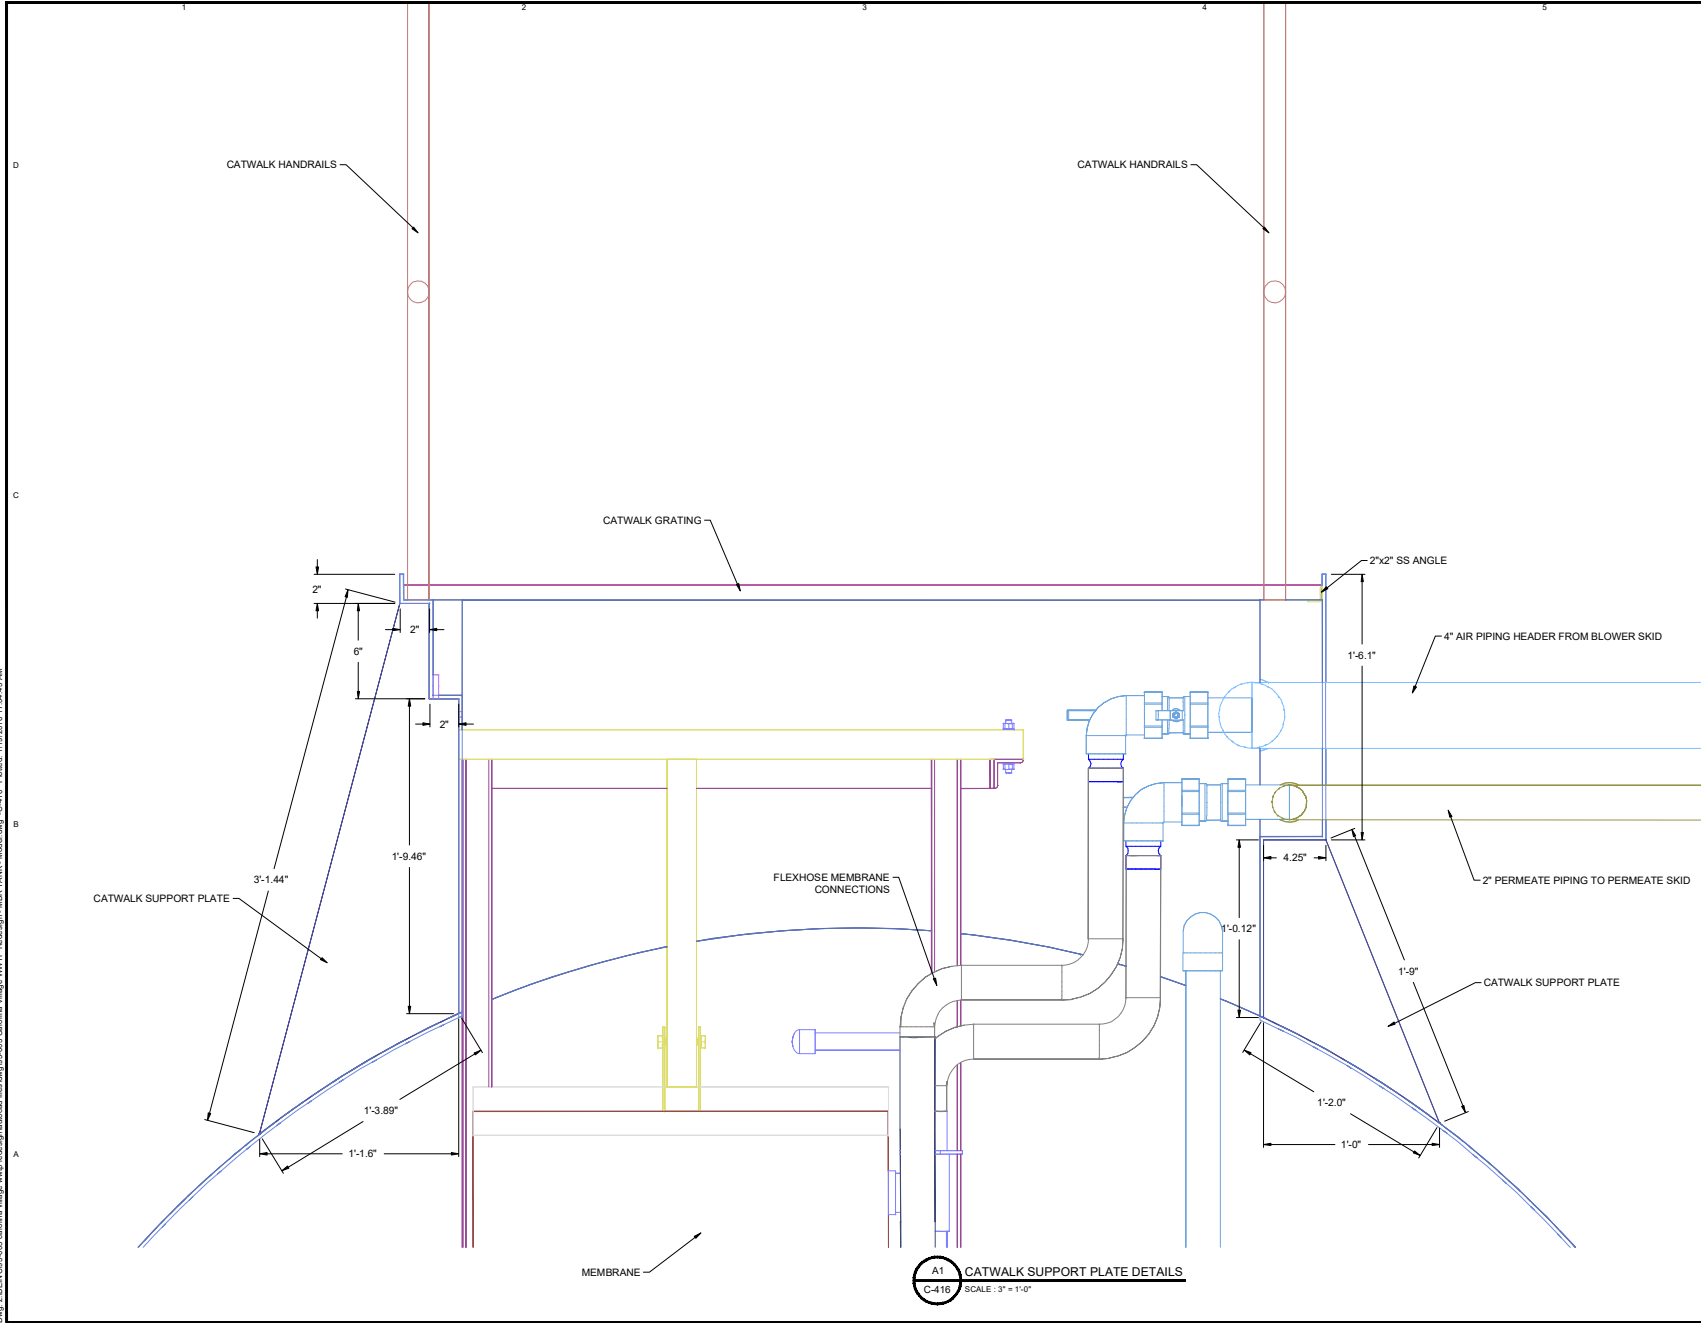 1 2 3 4 5
D
CATWALK HANDRAILS
CATWALK HANDRAILS
C
CATWALK GRATING
2"x2" SS ANGLE
2"
2"
6"
4" AIR PIPING HEADER FROM BLOWER SKID
1'-6.1"
2"
B
1'-9.46"
4.25"
3'-1.44"
FLEXHOSE MEMBRANE
CONNECTIONS
2" PERMEATE PIPING TO PERMEATE SKID
CATWALK SUPPORT PLATE
1'-0.12"
1'-9"
CATWALK SUPPORT PLATE
1'-3.89"
1'-2.0"
A
1'-1.6"
1'-0"
MEMBRANE
A1
CATWALK SUPPORT PLATE DETAILS
C-416
SCALE : 3" = 1'-0"